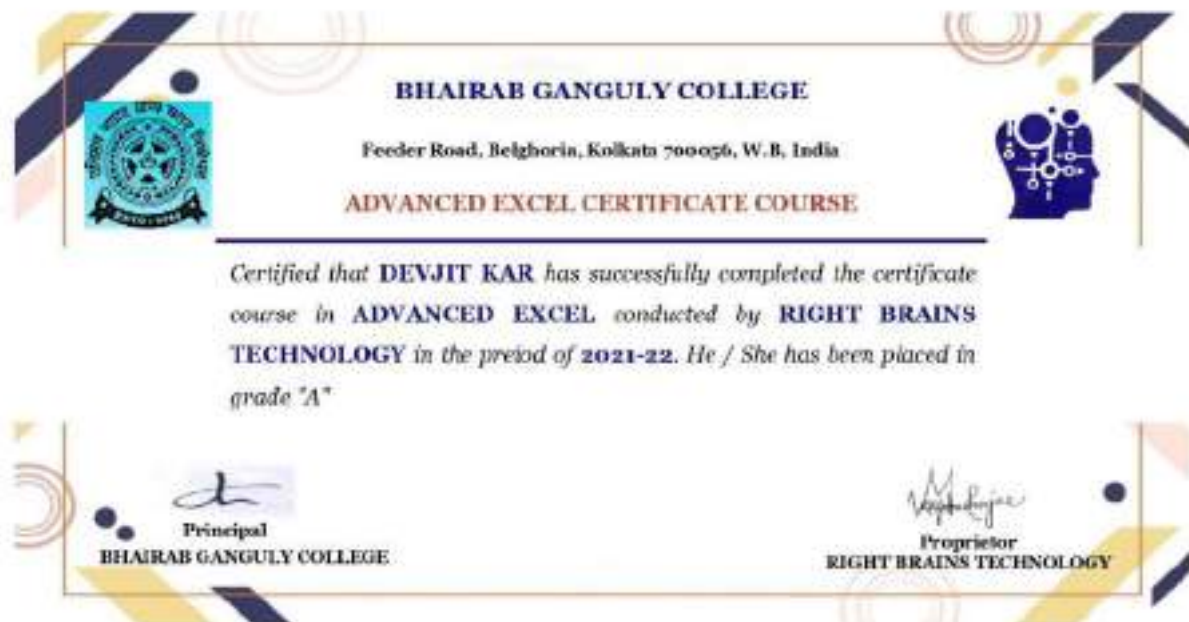 BHAIRAB GANGULY COLLEGE
Feeder Road, Belghoria, Kolkata 700056, W.B, India
ADVANCED EXCEL CERTIFICATE COURSE
Certified that DEVJIT KAR has successfully completed the certificate
course in ADVANCED EXCEL conducted by RIGHT BRAINS
TECHNOLOGY in the preiod of 2021-22. He / She has been placed in
grade "A"
Principal
BHAIRAB GANGULY COLLEGE
Proprietor
RIGHT BRAINS TECHNOLOGY